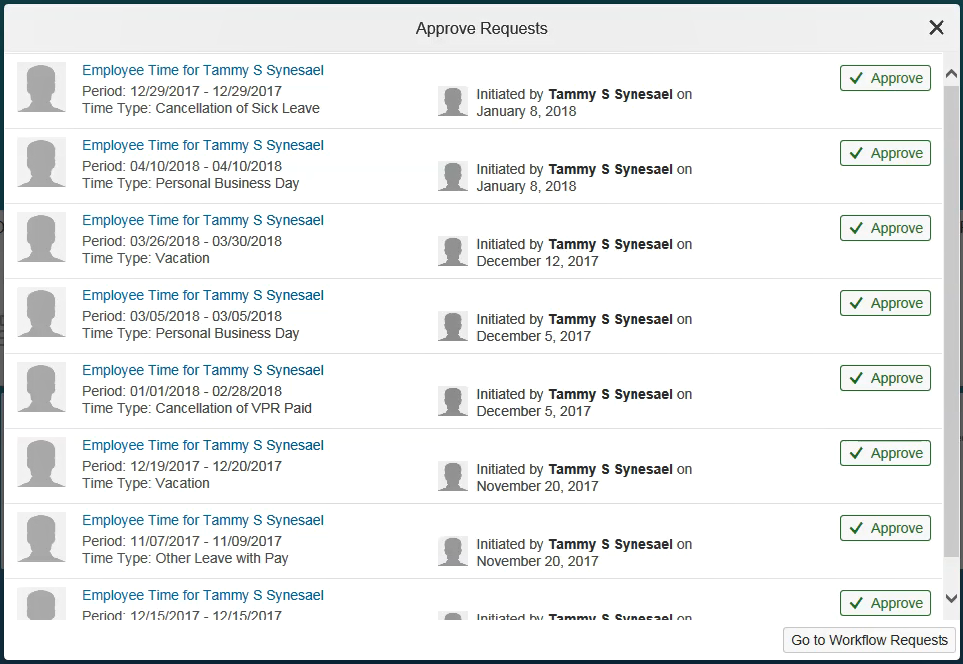 Approve Requests
Employee Time for Tammy S Synesael
Period: 12/29/2017 - 12/29/2017
Time Type: Cancellation of Sick Leave
Initiated by Tammy S Synesael on
January 8, 2018
Approve
Employee Time for Tammy S Synesael
Period: 04/10/2018 - 04/10/2018
Time Type: Personal Business Day
Initiated by Tammy S Synesael on
January 8, 2018
Approve
Employee Time for Tammy S Synesael
Period: 03/26/2018 - 03/30/2018
Time Type: Vacation
Initiated by Tammy S Synesael on
December 12, 2017
Approve
Employee Time for Tammy S Synesael
Period: 03/05/2018 - 03/05/2018
Time Type: Personal Business Day
Initiated by Tammy S Synesael on
December 5, 2017
Approve
Employee Time for Tammy S Synesael
Period: 01/01/2018 - 02/28/2018
Time Type: Cancellation of VPR Paid
Initiated by Tammy S Synesael on
December 5, 2017
Approve
Employee Time for Tammy S Synesael
Period: 12/19/2017 - 12/20/2017
Time Type: Vacation
Initiated by Tammy S Synesael on
November 20, 2017
Approve
Employee Time for Tammy S Synesael
Period: 11/07/2017 - 11/09/2017
Time Type: Other Leave with Pay
Initiated by Tammy S Synesael on
November 20, 2017
Approve
Employee Time for Tammy S Synesael
Period: 12/15/2017 - 12/15/2017
Initiated by Tammy S Synesael on
Approve
Go to Workflow Requests